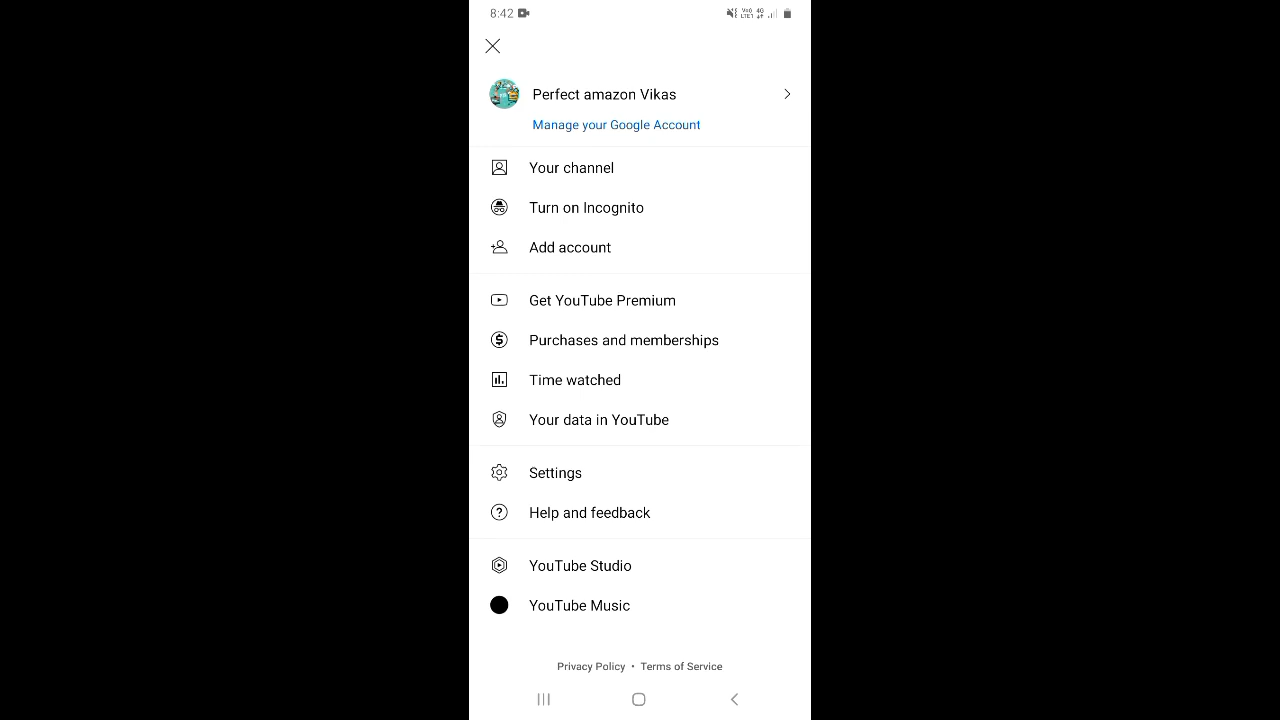 8:42
Perfect amazon Vikas
Manage your Google Account
Your channel
Turn on Incognito
Add account
Get YouTube Premium
Purchases and memberships
Time watched
Your data in YouTube
Settings
Help and feedback
YouTube Studio
YouTube Music
Privacy Policy • Terms of Service